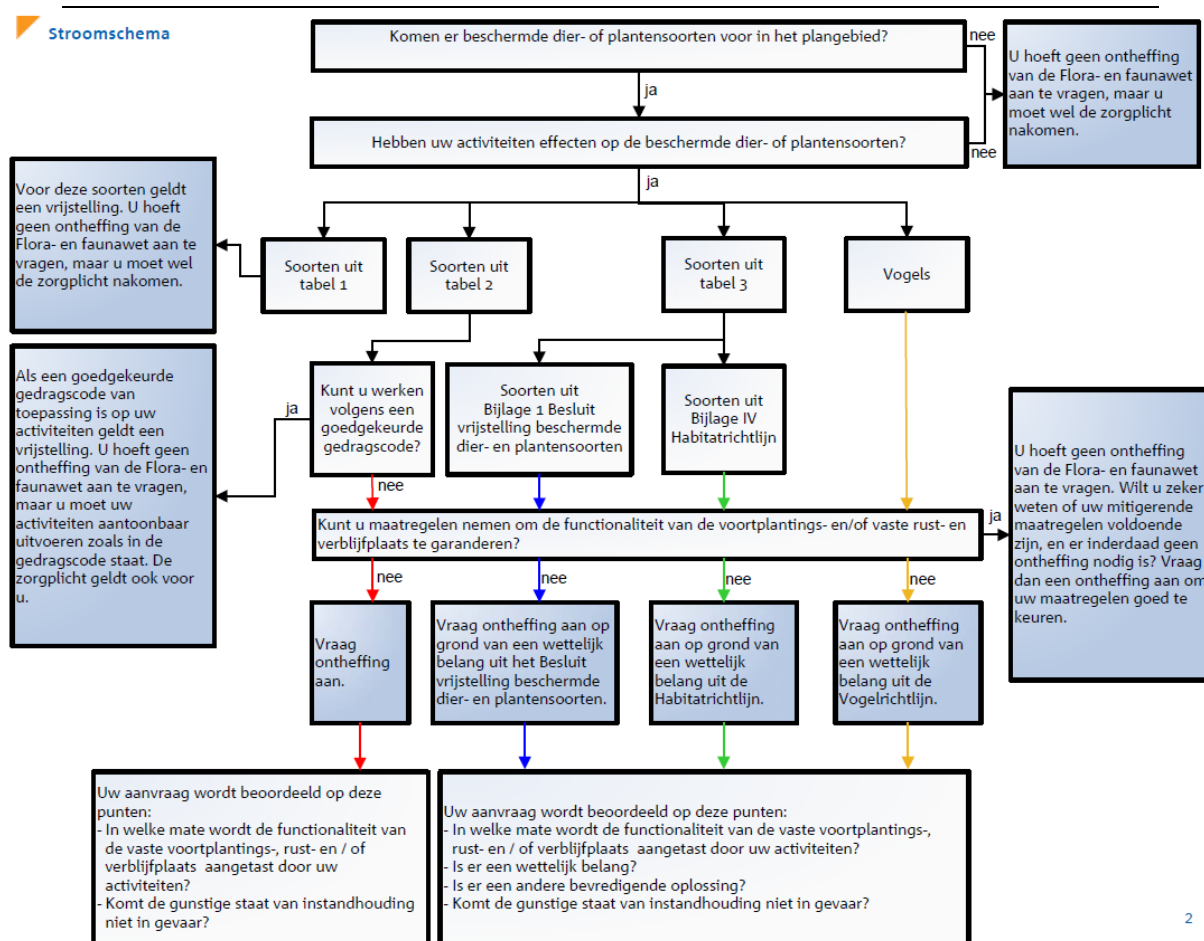 Stroomschema
Komen er beschermde dier- of plantensoorten voor in het plangebied?
nee
U hoeft geen ontheffing
van de Flora- en faunawet
aan te vragen, maar u
moet wel de zorgplicht
nakomen.
ja
Hebben uw activiteiten effecten op de beschermde dier- of plantensoorten?
nee
ja
Voor deze soorten geldt
een vrijstelling. U hoeft
geen ontheffing van de
Flora- en faunawet aan te
vragen, maar u moet wel
de zorgplicht nakomen.
Soorten uit
tabel 1
Soorten uit
tabel 2
Soorten uit
tabel 3
Vogels
Als een goedgekeurde
gedragscode van
toepassing is op uw
activiteiten geldt een
vrijstelling. U hoeft geen
ontheffing van de Flora- en
faunawet aan te vragen,
maar u moet uw
activiteiten aantoonbaar
uitvoeren zoals in de
gedragscode staat. De
zorgplicht geldt ook voor
u.
ja
Kunt u werken
volgens een
goedgekeurde
gedragscode?
Soorten uit
Bijlage 1 Besluit
vrijstelling beschermde
dier- en plantensoorten
Soorten uit
Bijlage IV
Habitatrichtlijn
nee
Kunt u maatregelen nemen om de functionaliteit van de voortplantings- en/of vaste rust- en
verblijfplaats te garanderen?
ja
U hoeft geen ontheffing
van de Flora- en faunawet
aan te vragen. Wilt u zeker
weten of uw mitigerende
maatregelen voldoende
zijn, en er inderdaad geen
ontheffing nodig is? Vraag
dan een ontheffing aan om
uw maatregelen goed te
keuren.
nee
nee
nee
nee
Vraag
ontheffing
aan.
Vraag ontheffing aan op
grond van een wettelijk
belang uit het Besluit
vrijstelling beschermde
dier- en plantensoorten.
Vraag ontheffing
aan op grond van
een wettelijk
belang uit de
Habitatrichtlijn.
Vraag ontheffing
aan op grond van
een wettelijk
belang uit de
Vogelrichtlijn.
Uw aanvraag wordt beoordeeld op deze
punten:
- In welke mate wordt de functionaliteit van
de vaste voortplantings-, rust- en / of
verblijfplaats aangetast door uw
activiteiten?
- Komt de gunstige staat van instandhouding
niet in gevaar?
Uw aanvraag wordt beoordeeld op deze punten:
- In welke mate wordt de functionaliteit van de vaste voortplantings-,
rust- en / of verblijfplaats aangetast door uw activiteiten?
- Is er een wettelijk belang?
- Is er een andere bevredigende oplossing?
- Komt de gunstige staat van instandhouding niet in gevaar?
2